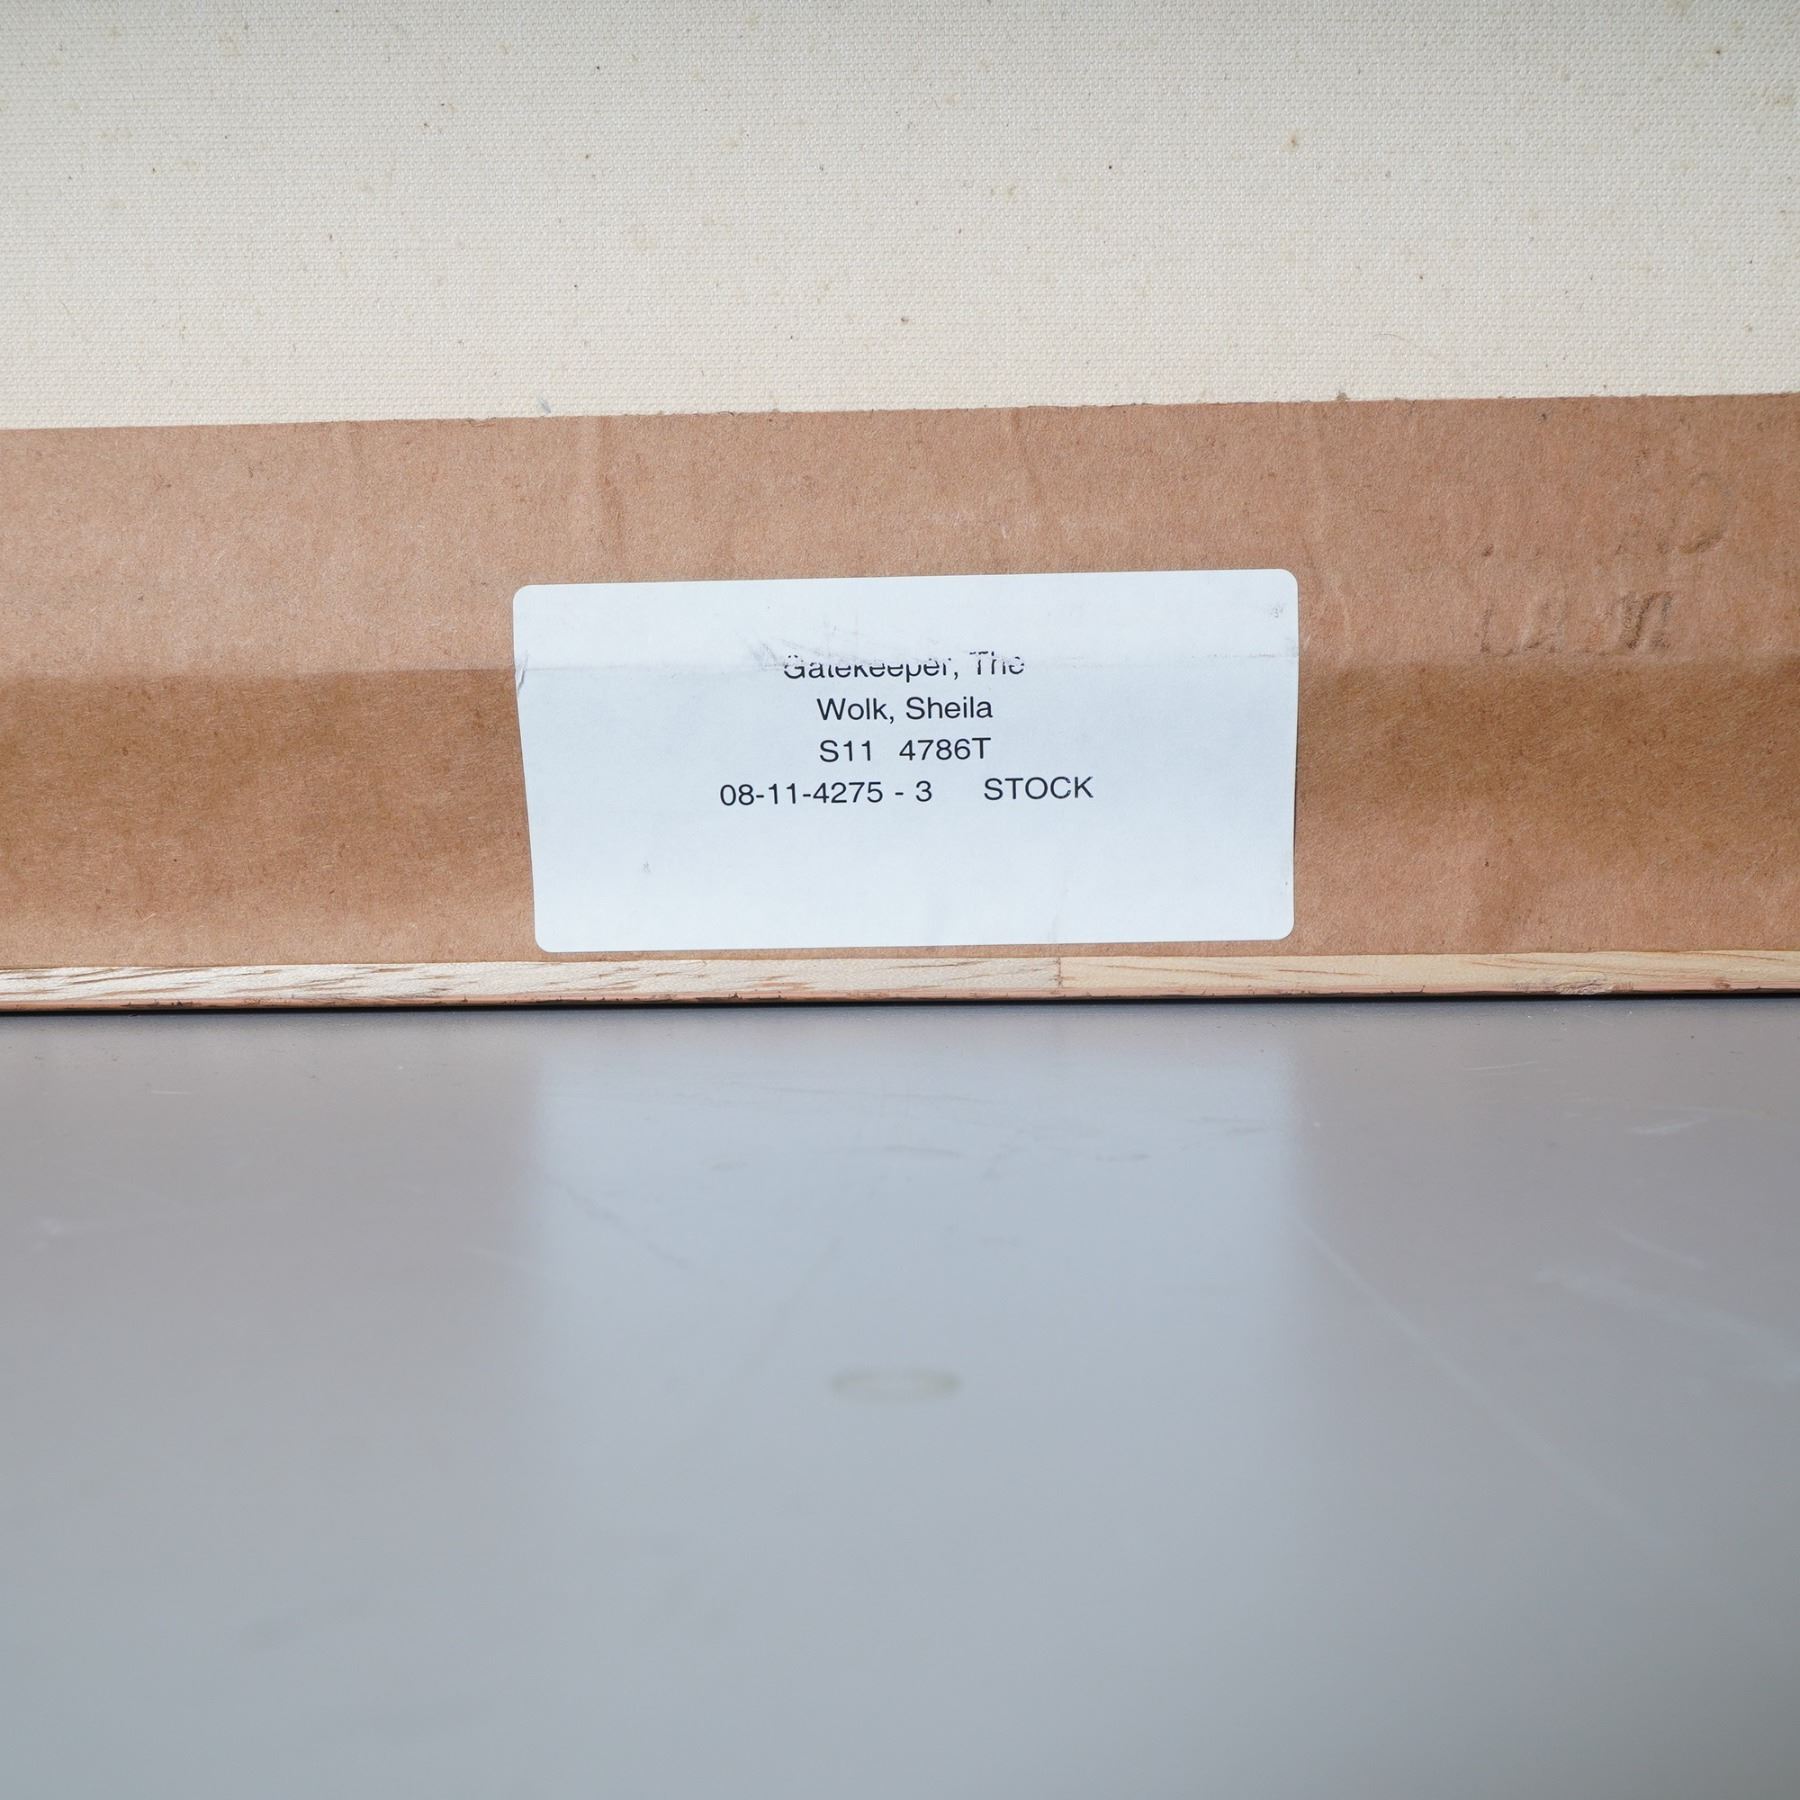 Gatekeeper, The
Wolk, Sheila
S11 4786T
08-11-4275 - 3 STOCK